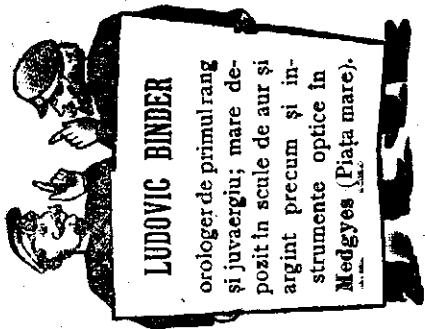 LUDOVIC BINDER
orologer de primul rang
și juvaergiu; mare de-
pozit în scule de aur și
argint precum și in-
strumente optice în
Medgyes (Piața mare).